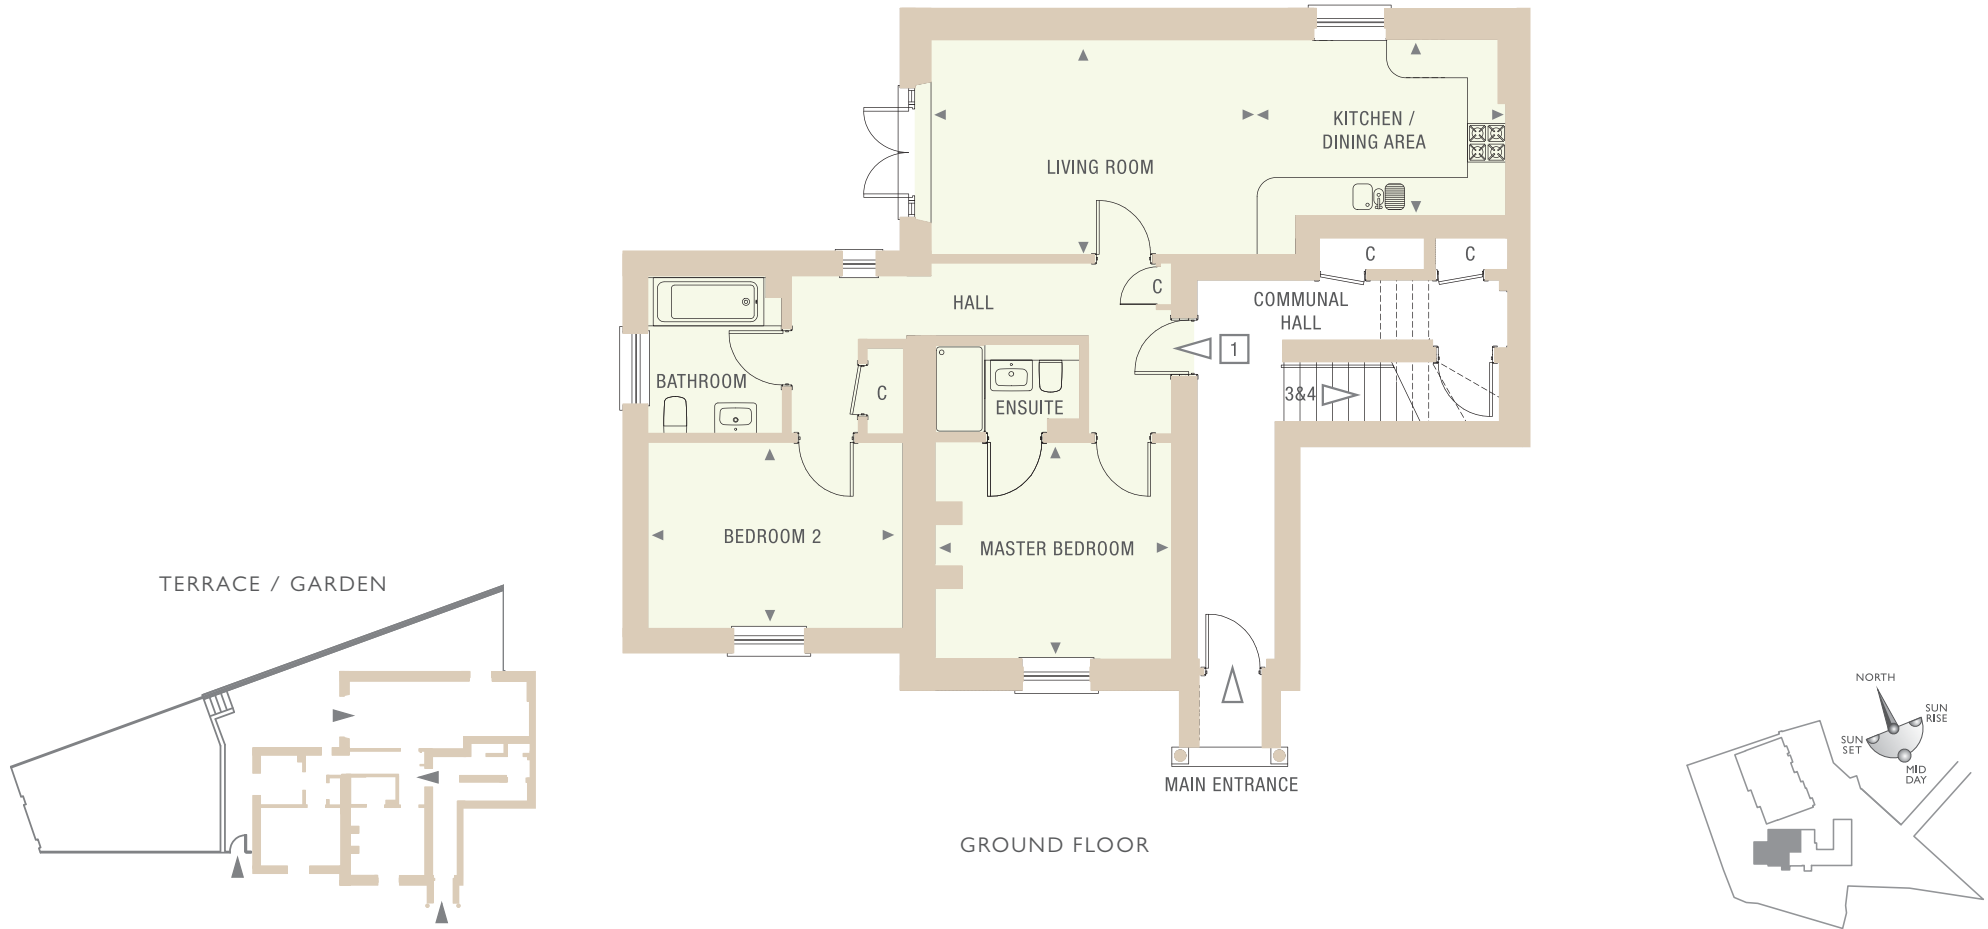 KITCHEN /
DINING AREA
LIVING ROOM
C
C
HALL
C
COMMUNAL
HALL
1
BATHROOM
C
ENSUITE
3&4
BEDROOM 2
MASTER BEDROOM
TERRACE / GARDEN
MAIN ENTRANCE
GROUND FLOOR
NORTH
SUN
RISE
SUN
SET
MID
DAY